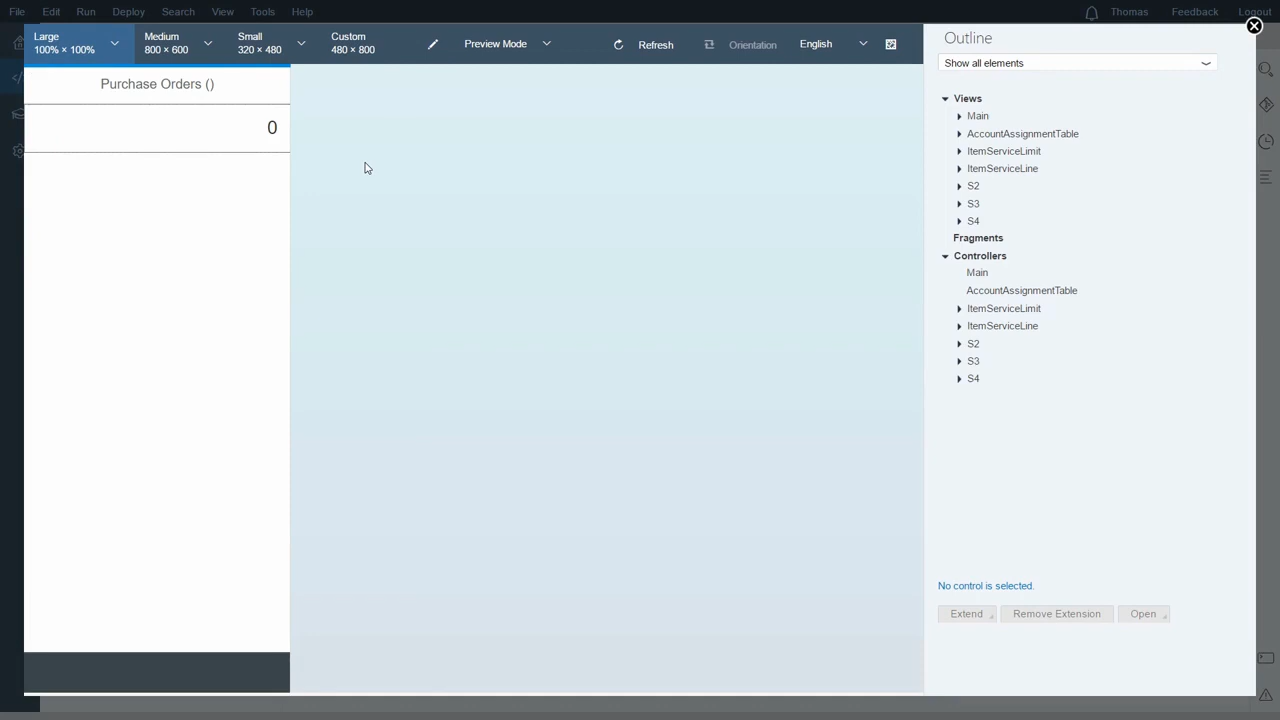 File Edit Run Deploy Search View Tools Help Thomas Feedback Logout
Large Medium Small Custom
100% × 100% 800 × 600 320 × 480 480 × 800
Preview Mode Refresh Orientation English
Purchase Orders ()
0
Outline
Show all elements
Views
Main
AccountAssignmentTable
ItemServiceLimit
ItemServiceLine
S2
S3
S4
Fragments
Controllers
Main
AccountAssignmentTable
ItemServiceLimit
ItemServiceLine
S2
S3
S4
No control is selected.
Extend Remove Extension Open